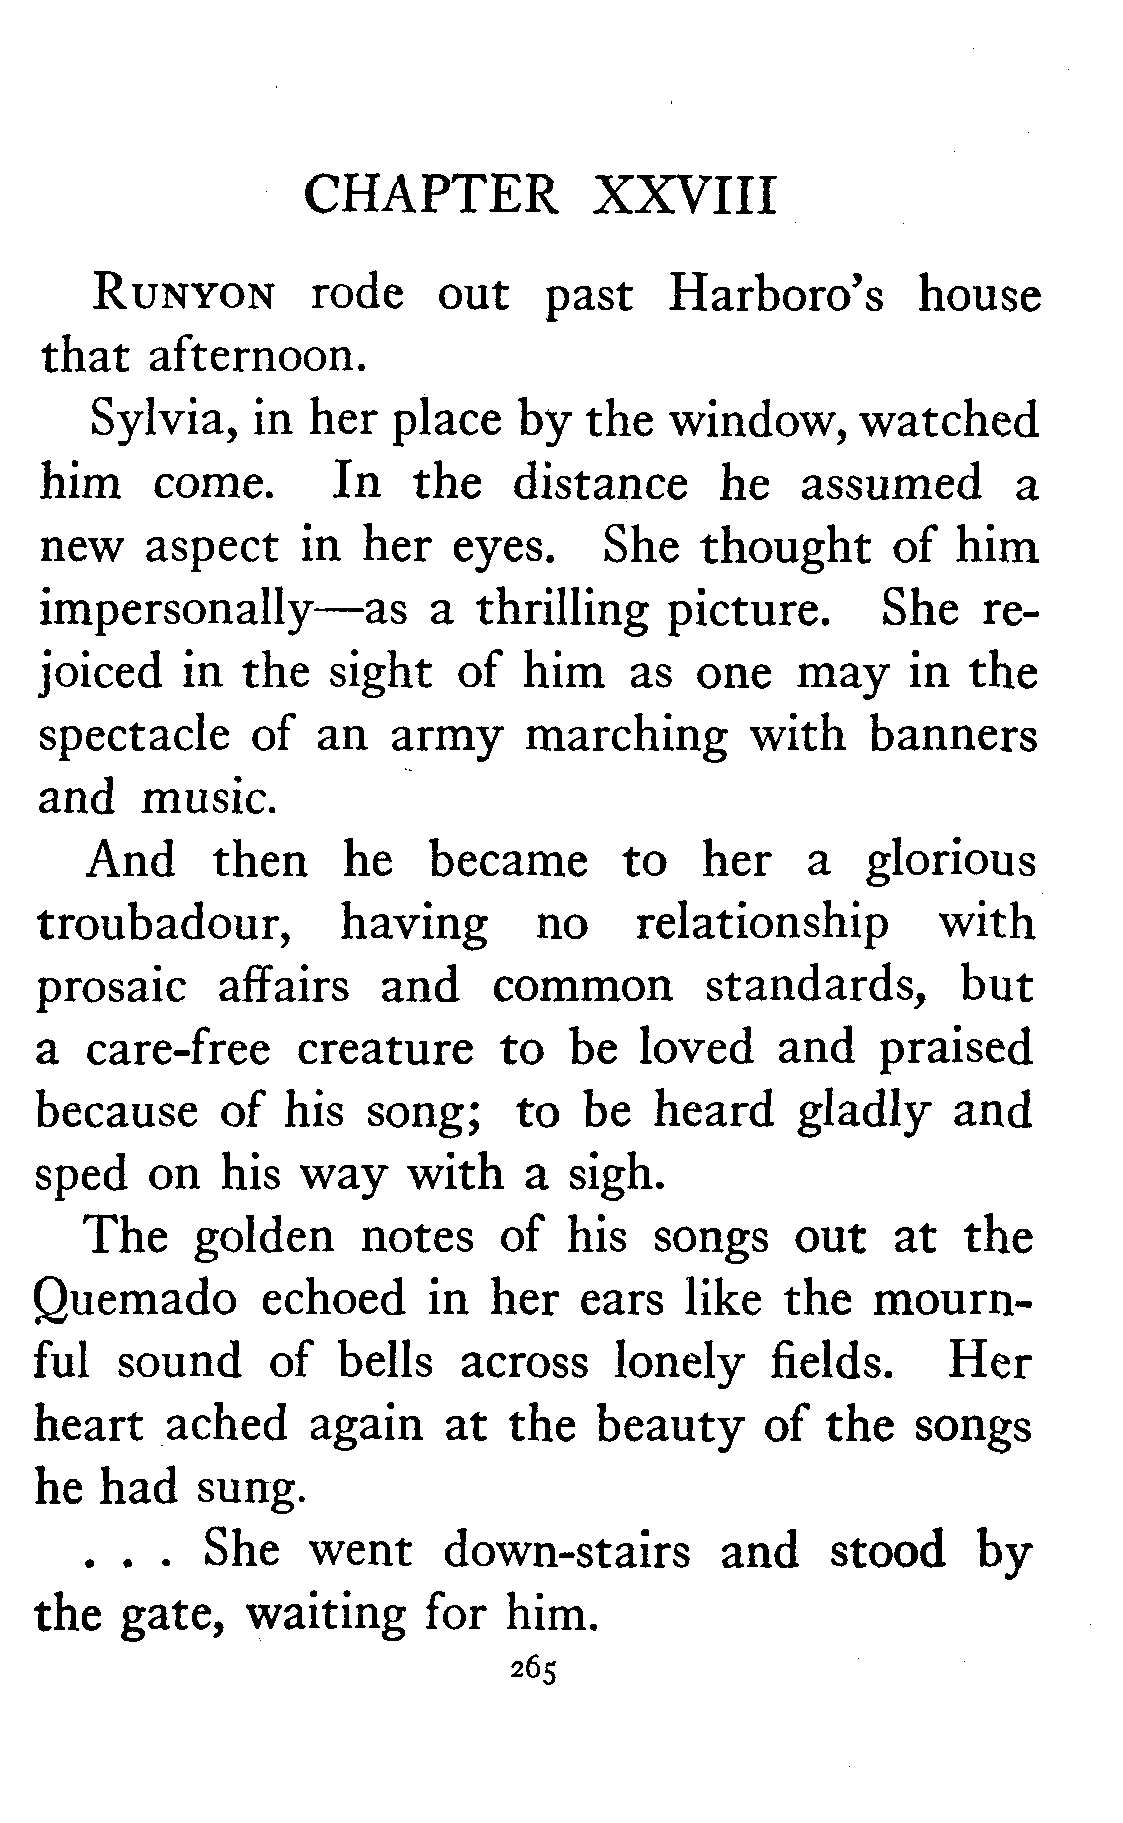 CHAPTER XXVIII
RUNYON rode out past Harboro's house
that afternoon.
Sylvia, in her place by the window, watched
him come. In the distance he assumed a
new aspect in her eyes. She thought of him
impersonally—as a thrilling picture. She re-
joiced in the sight of him as one may in the
spectacle of an army marching with banners
and music.
And then he became to her a glorious
troubadour, having no relationship with
prosaic affairs and common standards, but
a care-free creature to be loved and praised
because of his song; to be heard gladly and
sped on his way with a sigh.
The golden notes of his songs out at the
Quemado echoed in her ears like the mourn-
ful sound of bells across lonely fields. Her
heart ached again at the beauty of the songs
he had sung.
. . . She went down-stairs and stood by
the gate, waiting for him.
265